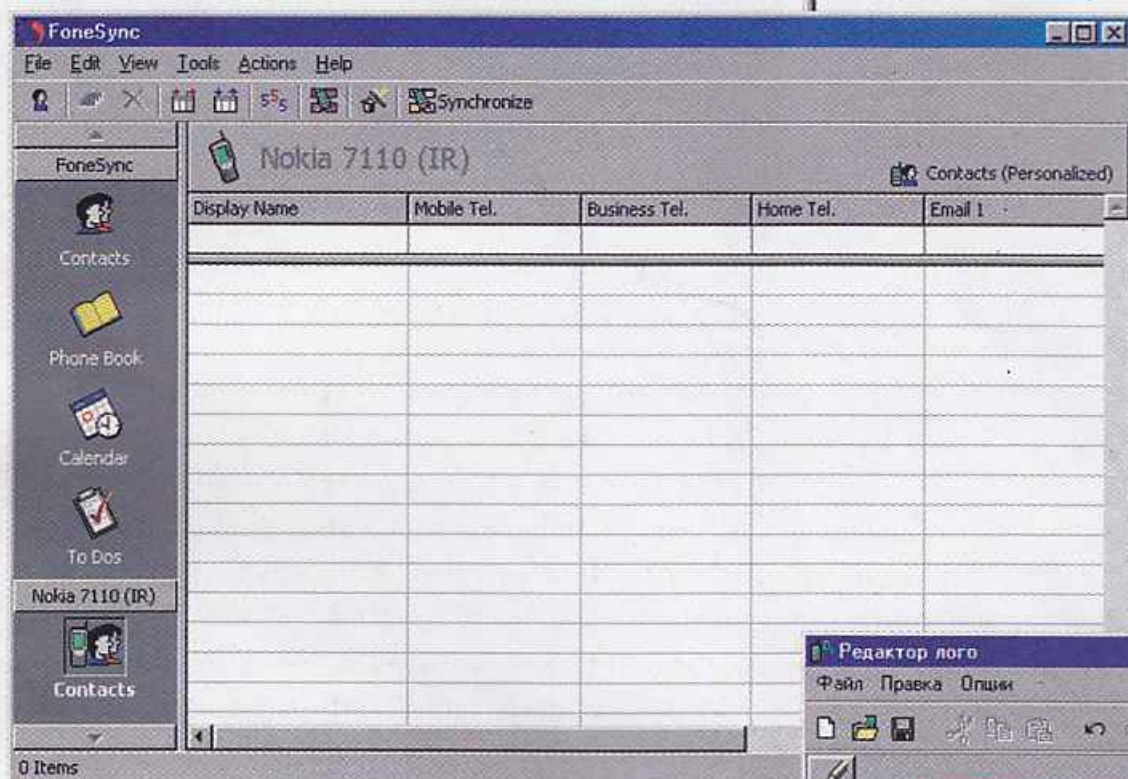 FoneSync
File Edit View Tools Actions Help
555 Synchronize
FoneSync
Contacts
Phone Book
Calendar
To Dos
Nokia 7110 (IR)
Contacts
Nokia 7110 (IR)
Contacts (Personalized)
Display Name Mobile Tel. Business Tel. Home Tel. Email 1
0 Items
Редактор лого
Файл Правка Опции